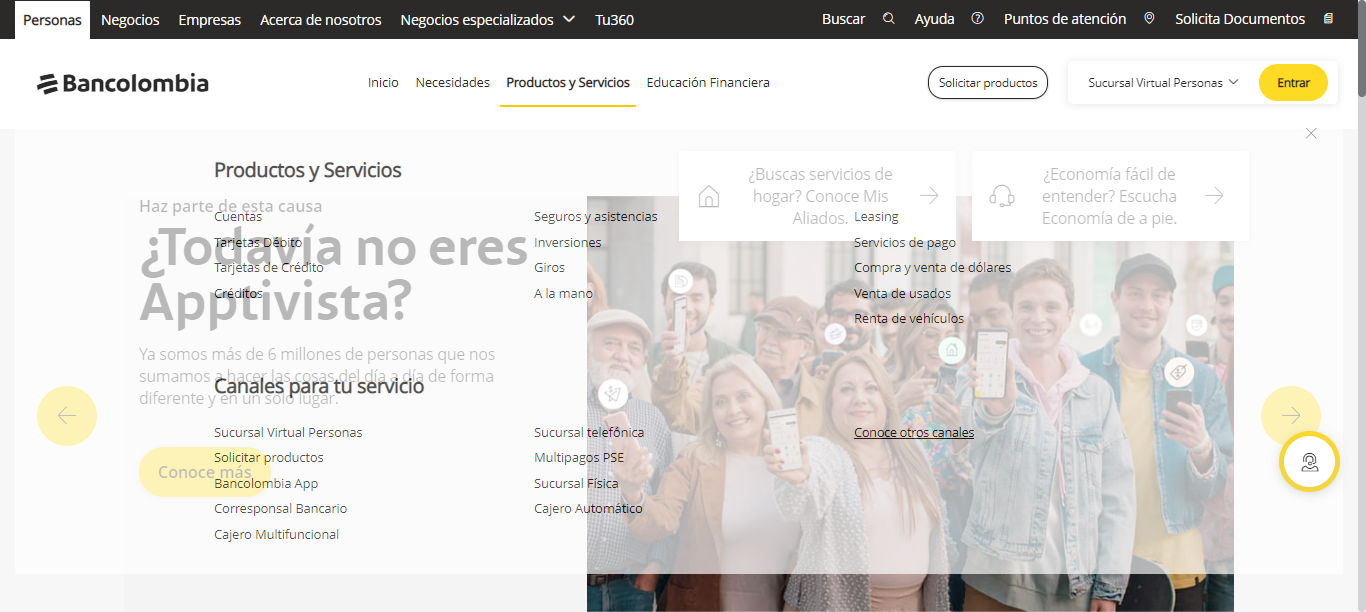 Personas Negocios Empresas Acerca de nosotros Negocios especializados Tu360 Buscar Ayuda Puntos de atención Solicita Documentos
Bancolombia Inicio Necesidades Productos y Servicios Educación Financiera Solicitar productos Sucursal Virtual Personas Entrar
Productos y Servicios
¿Buscas servicios de
hogar? Conoce Mis
Aliados.
¿Economía fácil de
entender? Escucha
Economía de a pie.
Cuentas
Tarjetas Débito
Tarjetas de Crédito
Créditos
Seguros y asistencias
Inversiones
Giros
A la mano
Leasing
Servicios de pago
Compra y venta de dólares
Venta de usados
Renta de vehículos
Canales para tu servicio
Sucursal Virtual Personas
Solicitar productos
Bancolombia App
Corresponsal Bancario
Cajero Multifuncional
Sucursal telefónica
Multipagos PSE
Sucursal Física
Cajero Automático
Conoce otros canales
Haz parte de esta causa
¿Todavía no eres
Apptivista?
Ya somos más de 6 millones de personas que nos
sumamos a hacer las cosas del día a día de forma
diferente y en un solo lugar.
Conoce más